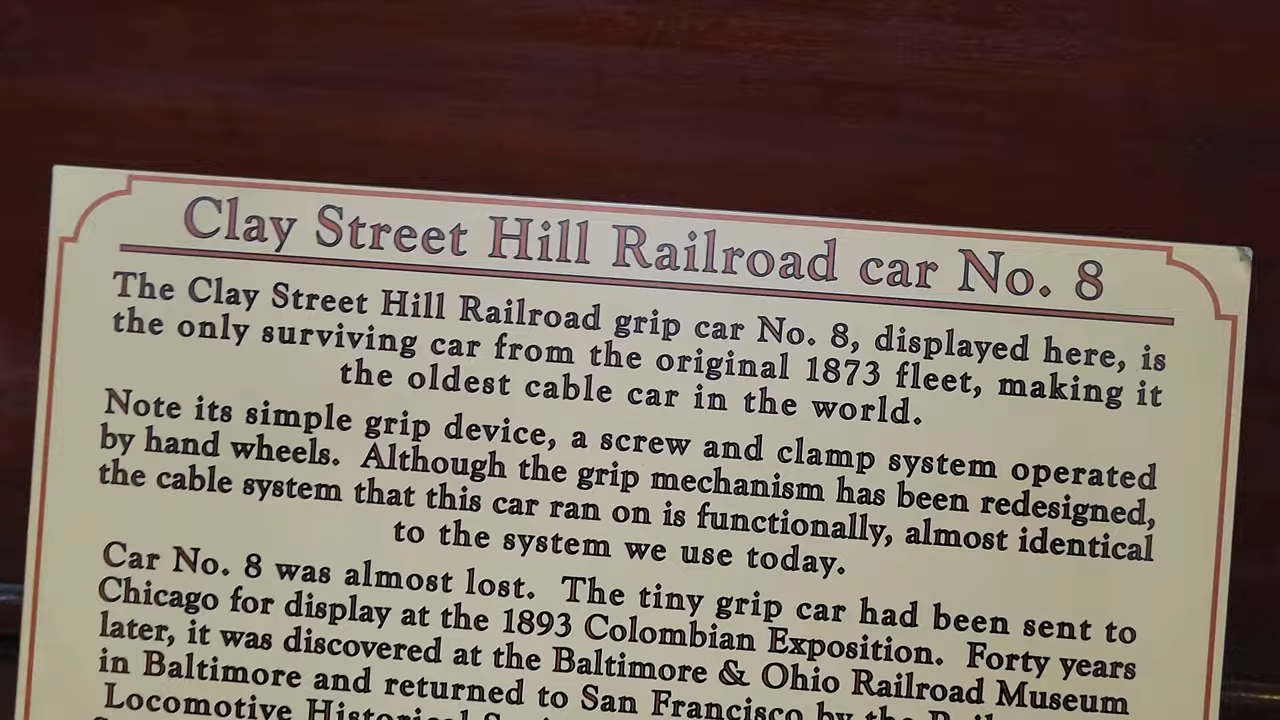 Clay Street Hill Railroad car No. 8
The Clay Street Hill Railroad grip car No. 8, displayed here, is
the only surviving car from the original 1873 fleet, making it
the oldest cable car in the world.
Note its simple grip device, a screw and clamp system operated
by hand wheels. Although the grip mechanism has been redesigned,
the cable system that this car ran on is functionally, almost identical
to the system we use today.
Car No. 8 was almost lost. The tiny grip car had been sent to
Chicago for display at the 1893 Colombian Exposition. Forty years
later, it was discovered at the Baltimore & Ohio Railroad Museum
in Baltimore and returned to San Francisco by the
Locomotive